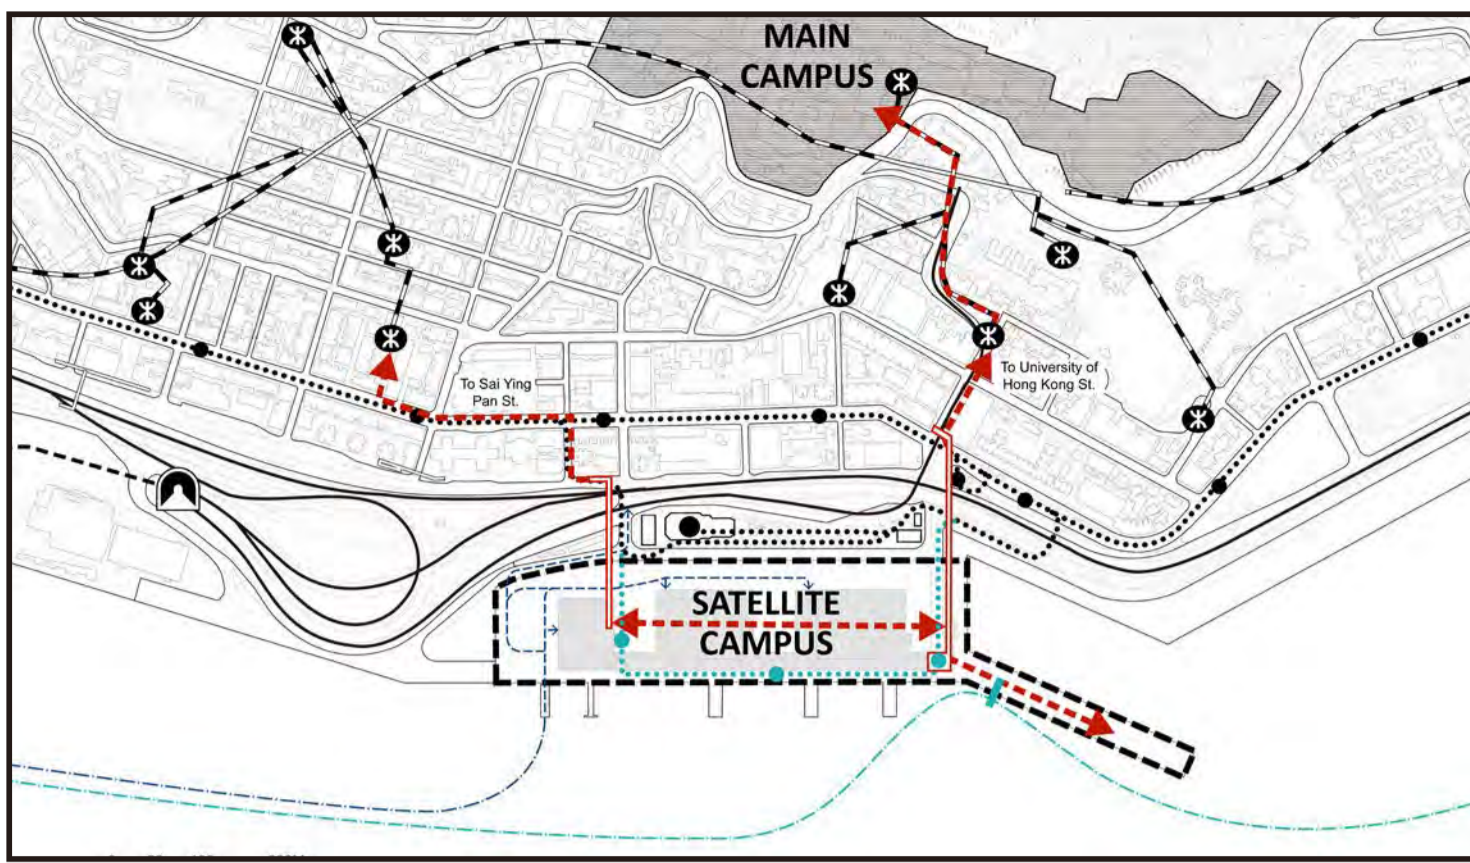 MAIN
CAMPUS
To Sai Ying
Pan St.
To University of
Hong Kong St.
SATELLITE
CAMPUS